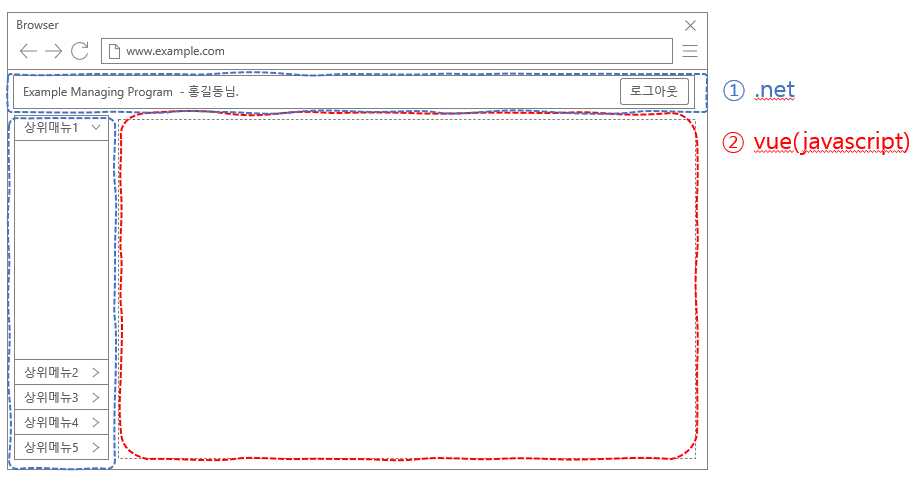 Browser
www.example.com
Example Managing Program - 홍길동님.
로그아웃
① .net
② vue(javascript)
상위매뉴1
상위메뉴2
상위메뉴3
상위메뉴4
상위메뉴5